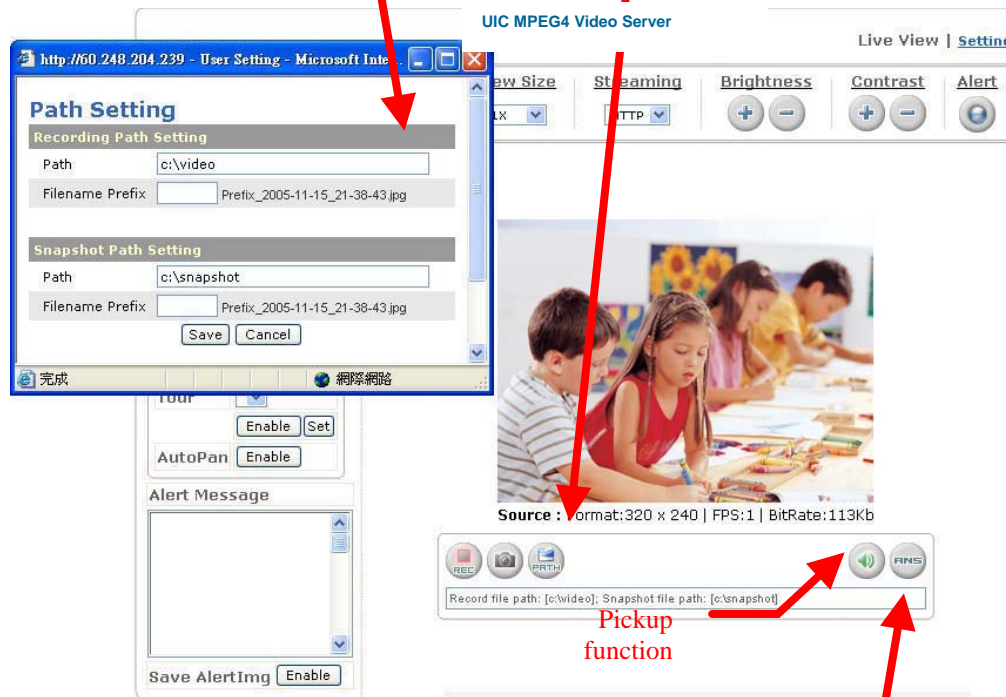 UIC MPEG4 Video Server
Live View | Setting
http://60.248.204.239 - User Setting - Microsoft Inte...
Path Setting
Recording Path Setting
Path c:\video
Filename Prefix Prefix_2005-11-15_21-38-43.jpg
Snapshot Path Setting
Path c:\snapshot
Filename Prefix Prefix_2005-11-15_21-38-43.jpg
Save Cancel
完成 網際網路
ew Size Streaming Brightness Contrast Alert
1X HTTP
Tour
Enable Set
AutoPan Enable
Alert Message
Save AlertImg Enable
Source : Format:320 x 240 | FPS:1 | BitRate:113Kb
REC PATH ANS
Record file path: [c:\video]; Snapshot file path: [c:\snapshot]
Pickup
function